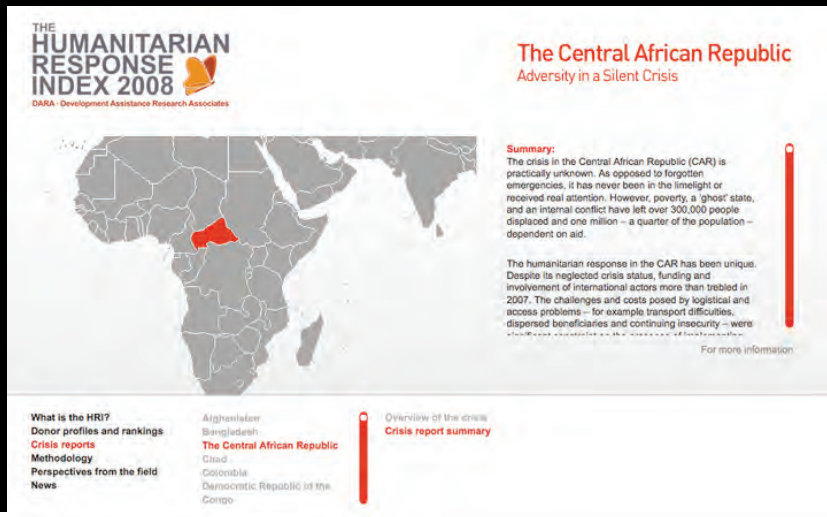 THE
HUMANITARIAN
RESPONSE
INDEX 2008
DARA - Development Assistance Research Associates
The Central African Republic
Adversity in a Silent Crisis
Summary:
The crisis in the Central African Republic (CAR) is
practically unknown. As opposed to forgotten
emergencies, it has never been in the limelight or
received real attention. However, poverty, a 'ghost' state,
and an internal conflict have left over 300,000 people
displaced and one million – a quarter of the population –
dependent on aid.
The humanitarian response in the CAR has been unique.
Despite its neglected crisis status, funding and
involvement of international actors more than trebled in
2007. The challenges and costs posed by logistical and
access problems – for example transport difficulties,
dispersed beneficiaries and continuing insecurity – were
For more information
What is the HRI?
Donor profiles and rankings
Crisis reports
Methodology
Perspectives from the field
News
Afghanistan
Bangladesh
The Central African Republic
Chad
Colombia
Democratic Republic of the
Congo
Overview of the crisis
Crisis report summary